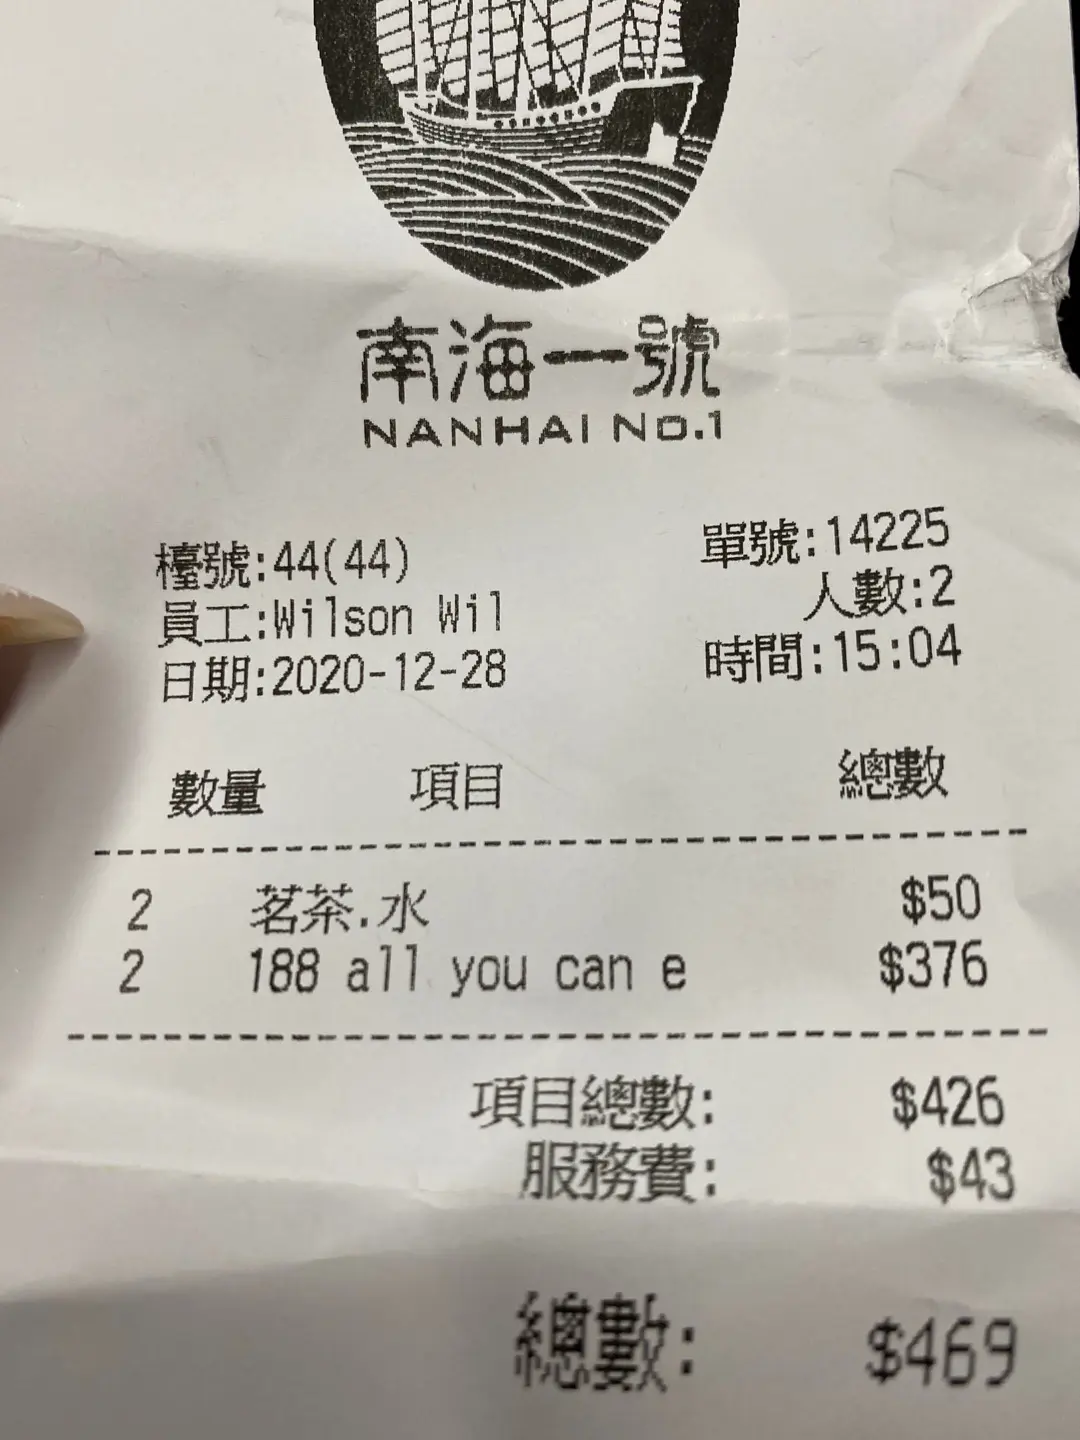 南海一號
NANHAI No.1
檯號:44(44) 單號:14225
員工:Wilson Wil 人數:2
日期:2020-12-28 時間:15:04
數量 項目 總數
2 茗茶.水 $50
2 188 all you can e $376
項目總數: $426
服務費: $43
總數: $469